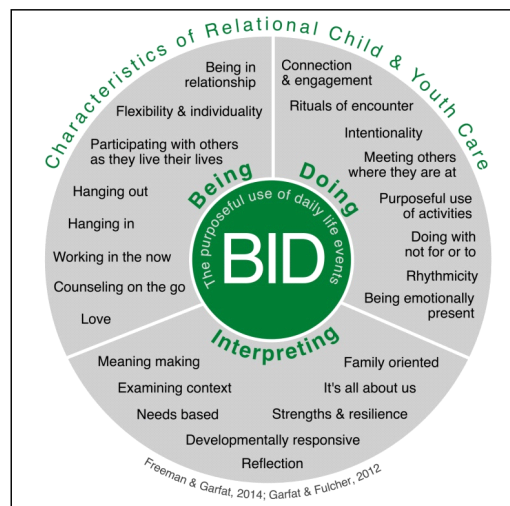 Characteristics of Relational Child & Youth Care
Being in
relationship
Flexibility & individuality
Participating with others
as they live their lives
Hanging out
Hanging in
Working in the now
Counseling on the go
Love
Being
Connection
& engagement
Rituals of encounter
Intentionality
Meeting others
where they are at
Purposeful use
of activities
Doing with
not for or to
Rhythmicity
Being emotionally
present
Doing
The purposeful use of daily life events
BID
Interpreting
Meaning making
Examining context
Needs based
Developmentally responsive
Reflection
Family oriented
It's all about us
Strengths & resilience
Freeman & Garfat, 2014; Garfat & Fulcher, 2012